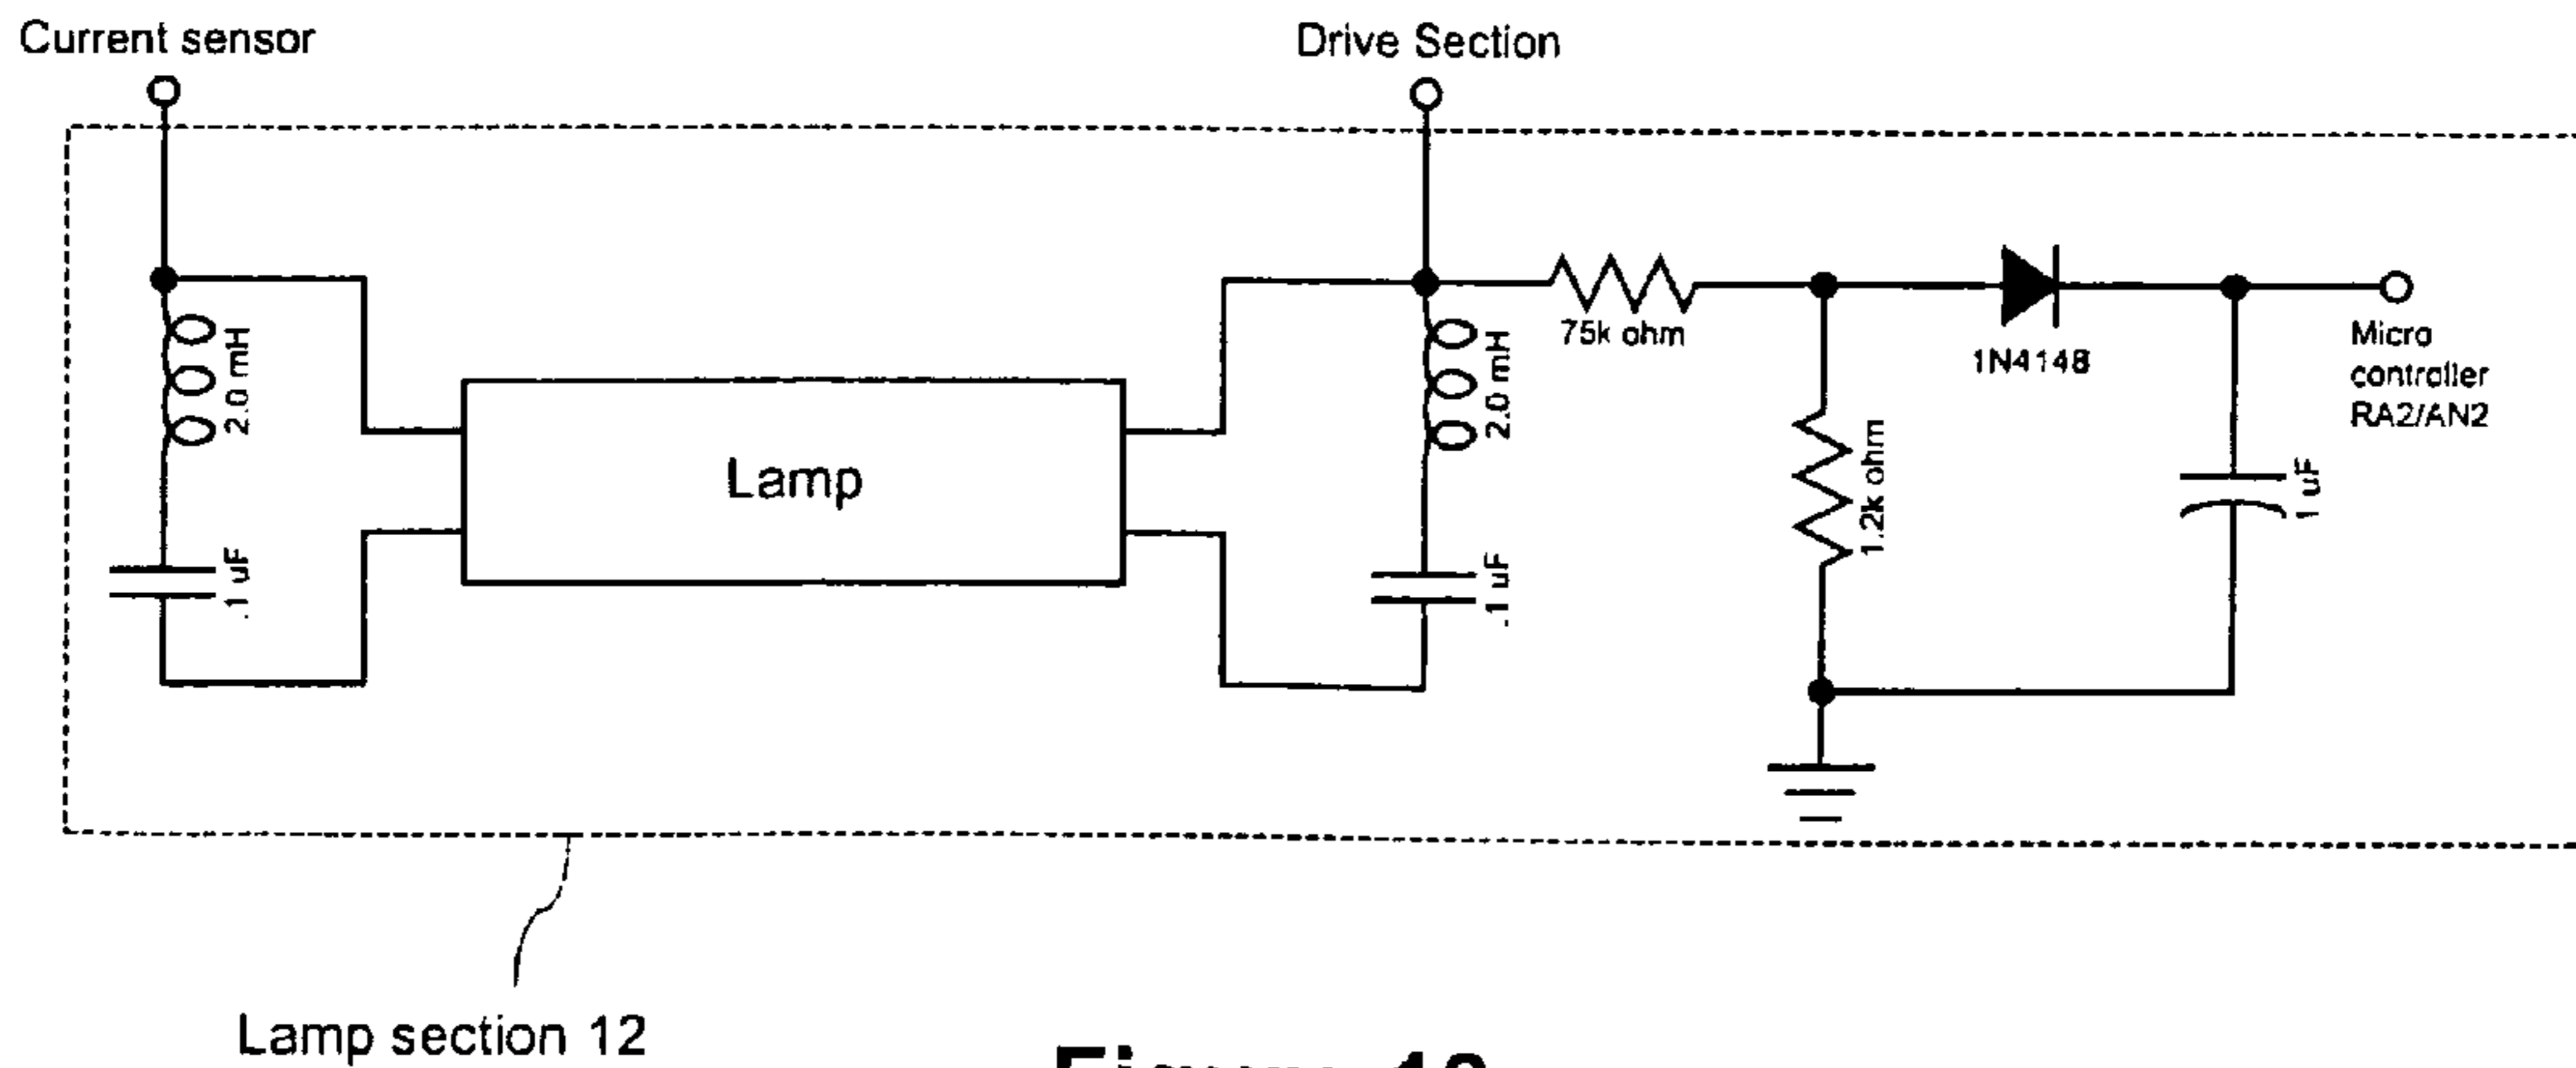 Current sensor
Drive Section
2.0 mH
.1 uF
Lamp
2.0 mH
.1 uF
75k ohm
1.2k ohm
1N4148
1 uF
Micro
controller
RA2/AN2
Lamp section 12